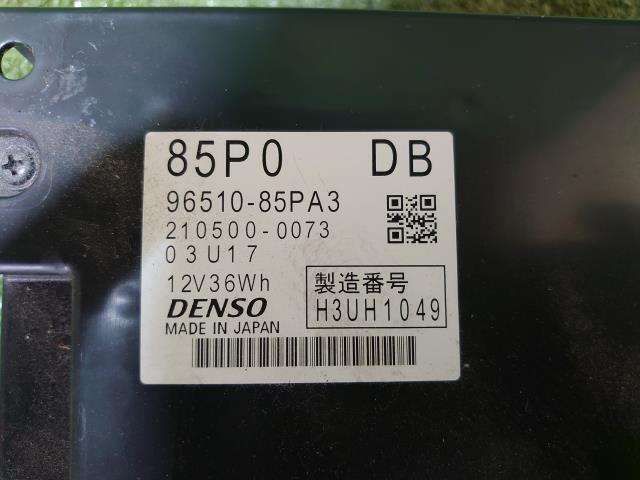 85P0 DB
96510-85PA3
210500-0073
03U17
12V36Wh
製造番号
DENSO
H3UH1049
MADE IN JAPAN